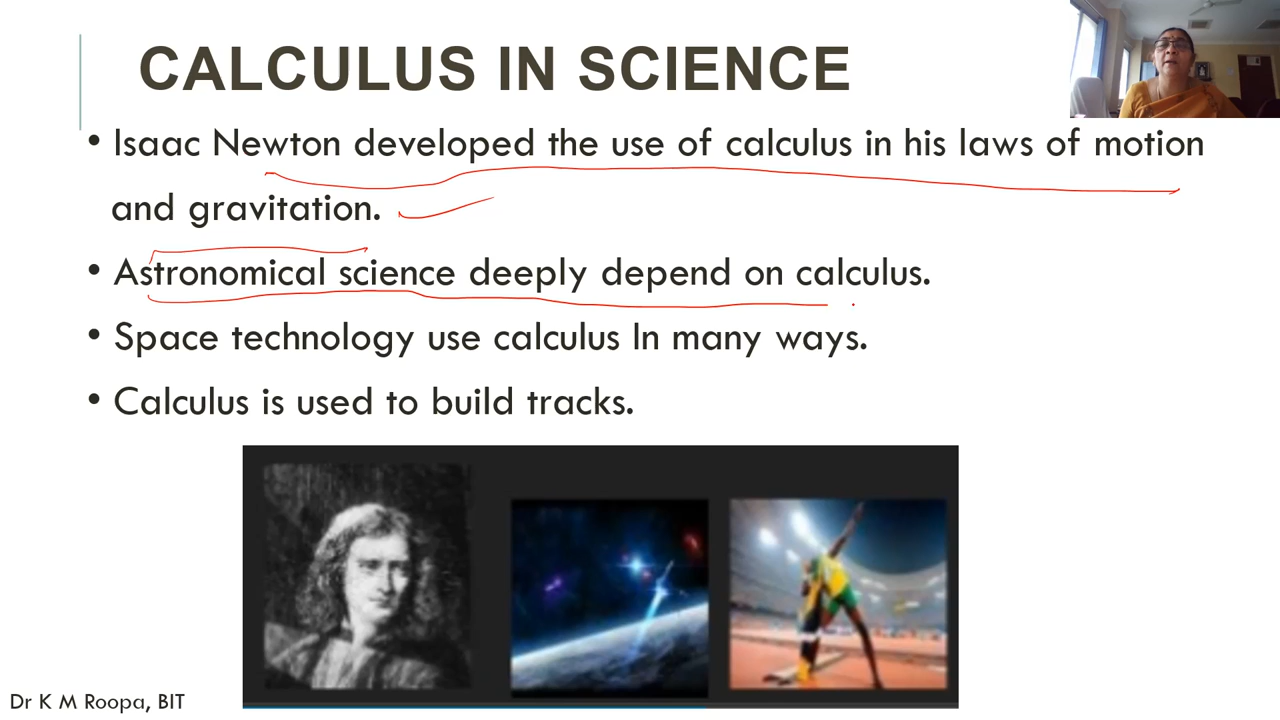 CALCULUS IN SCIENCE
• Isaac Newton developed the use of calculus in his laws of motion
and gravitation.
• Astronomical science deeply depend on calculus.
• Space technology use calculus In many ways.
• Calculus is used to build tracks.
Dr K M Roopa, BIT